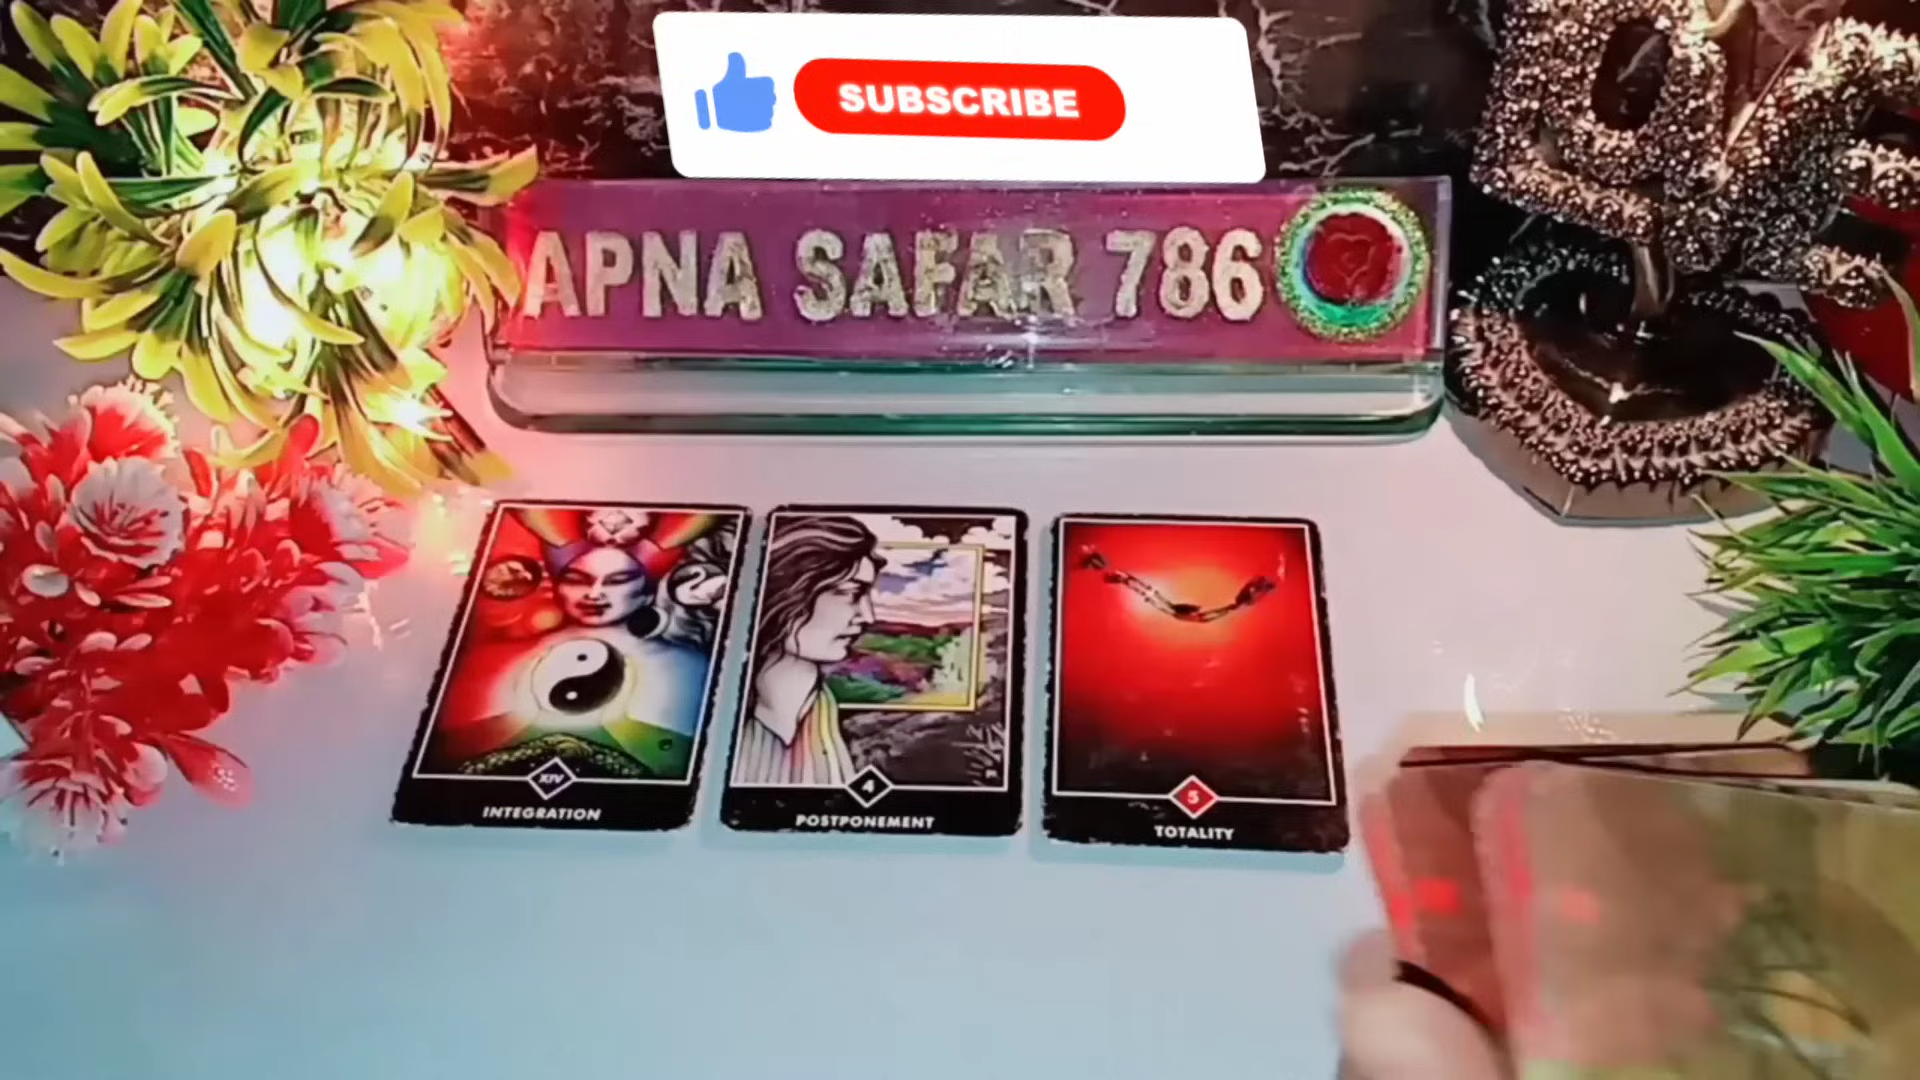 SUBSCRIBE
APNA SAFAR 786
XIV
INTEGRATION
4
POSTPONEMENT
5
TOTALITY